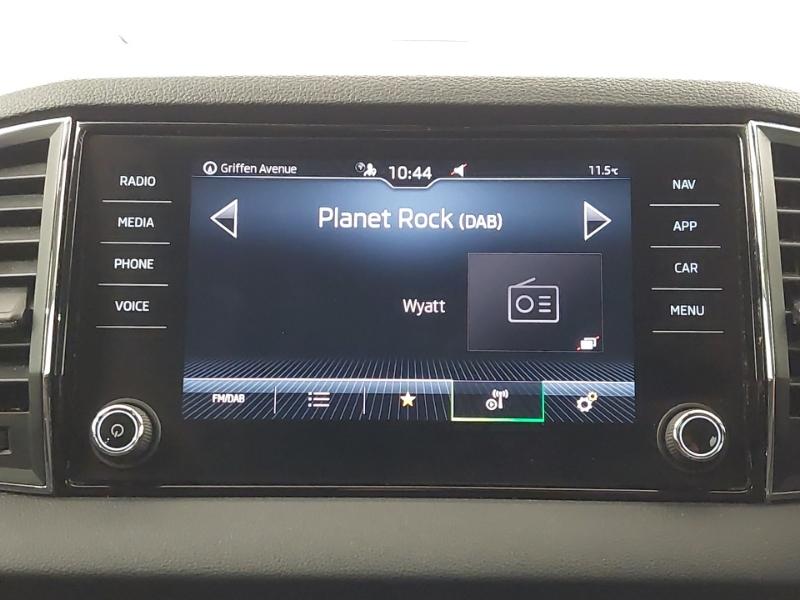 RADIO
MEDIA
PHONE
VOICE
Griffen Avenue 10:44 11.5°C
Planet Rock (DAB)
Wyatt
FM/DAB
NAV
APP
CAR
MENU